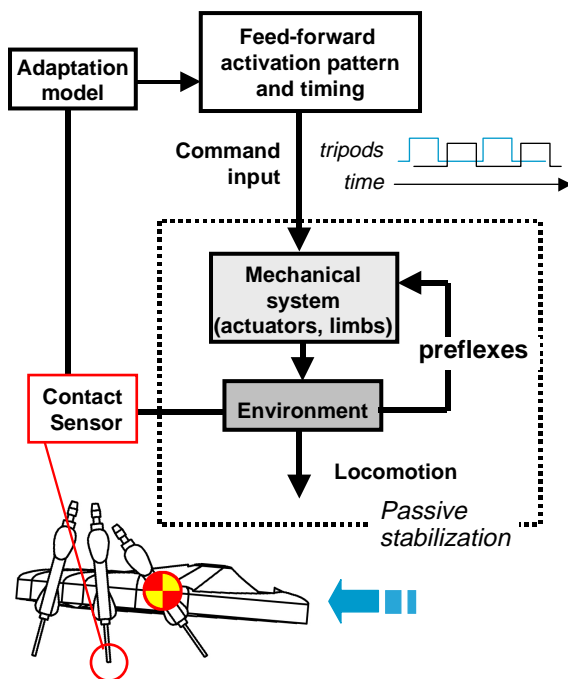 Feed-forward
activation pattern
and timing
Adaptation
model
Command
input
tripods
time
Mechanical
system
(actuators, limbs)
preflexes
Contact
Sensor
Environment
Locomotion
Passive
stabilization